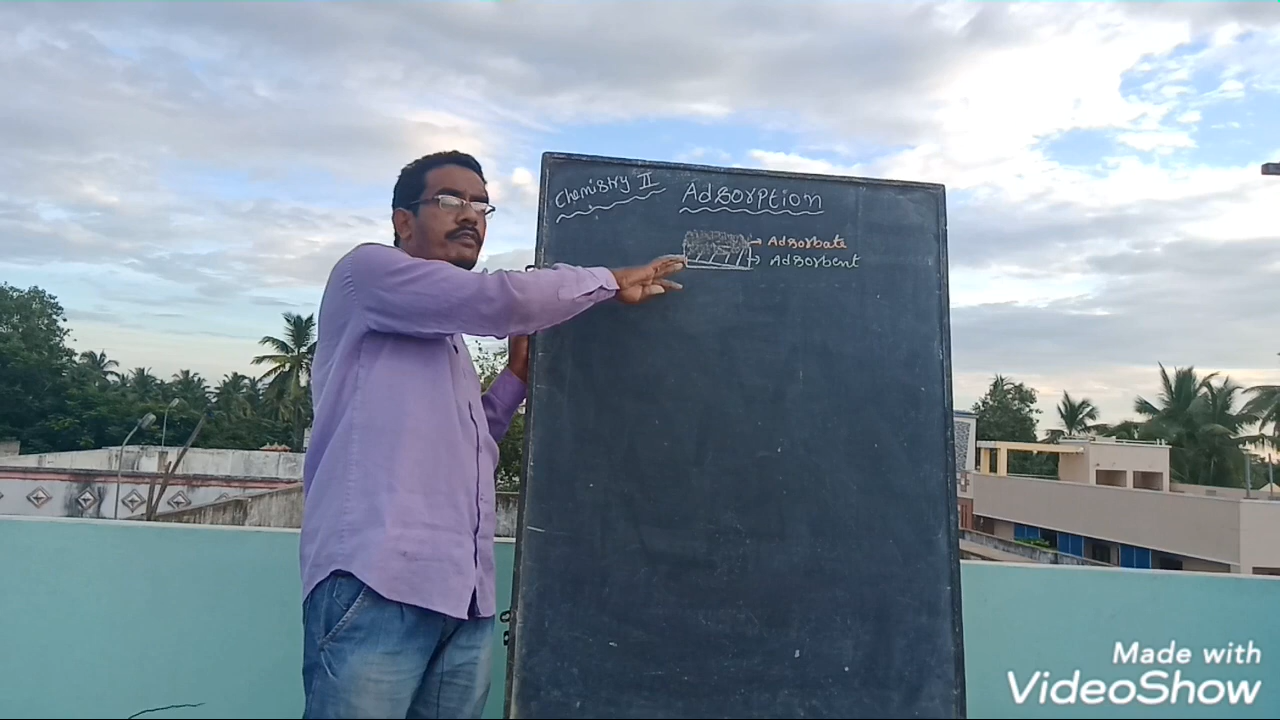 Chemistry II
Adsorption
Adsorbate
Adsorbent
Made with
VideoShow